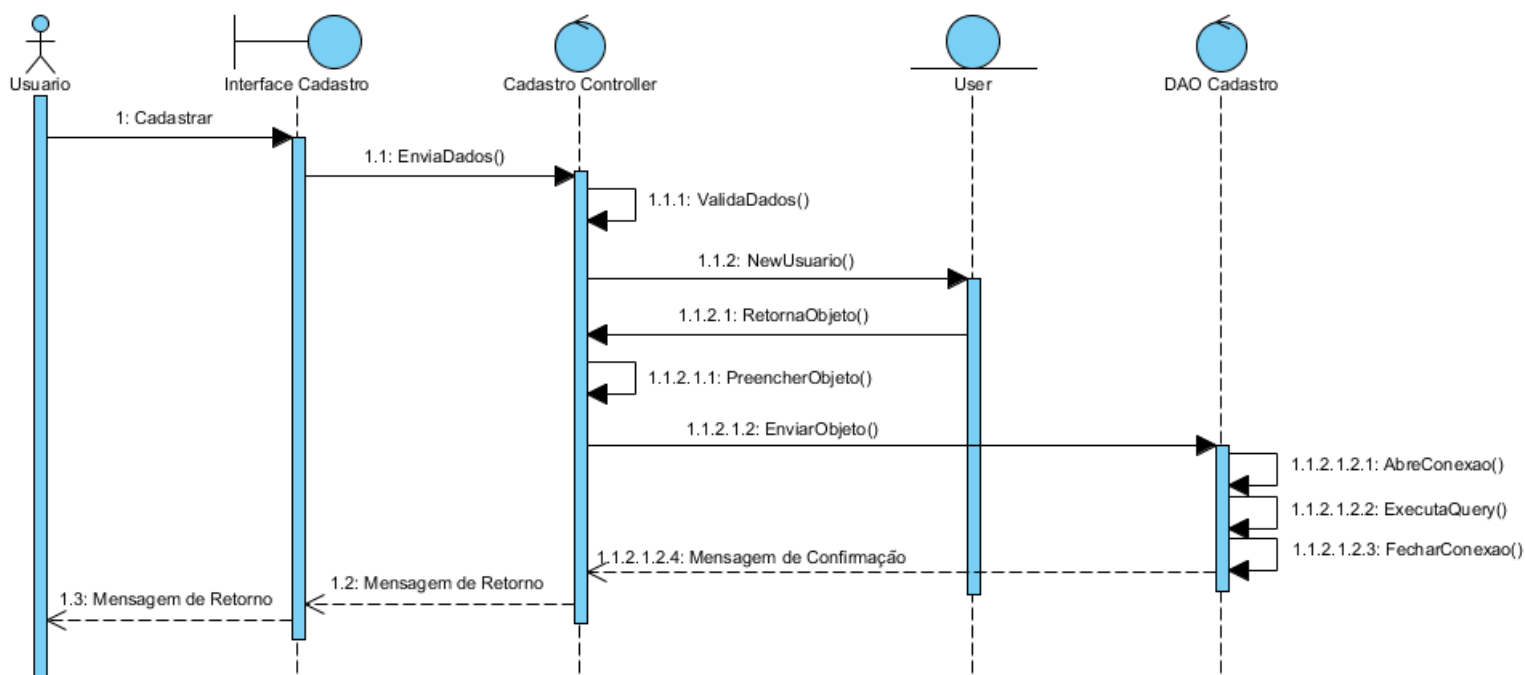 Usuario
Interface Cadastro
Cadastro Controller
User
DAO Cadastro
1: Cadastrar
1.1: EnviaDados()
1.1.1: ValidaDados()
1.1.2: NewUsuario()
1.1.2.1: RetornaObjeto()
1.1.2.1.1: PreencherObjeto()
1.1.2.1.2: EnviarObjeto()
1.1.2.1.2.1: AbreConexao()
1.1.2.1.2.2: ExecutaQuery()
1.1.2.1.2.3: FecharConexao()
1.1.2.1.2.4: Mensagem de Confirmação
1.2: Mensagem de Retorno
1.3: Mensagem de Retorno